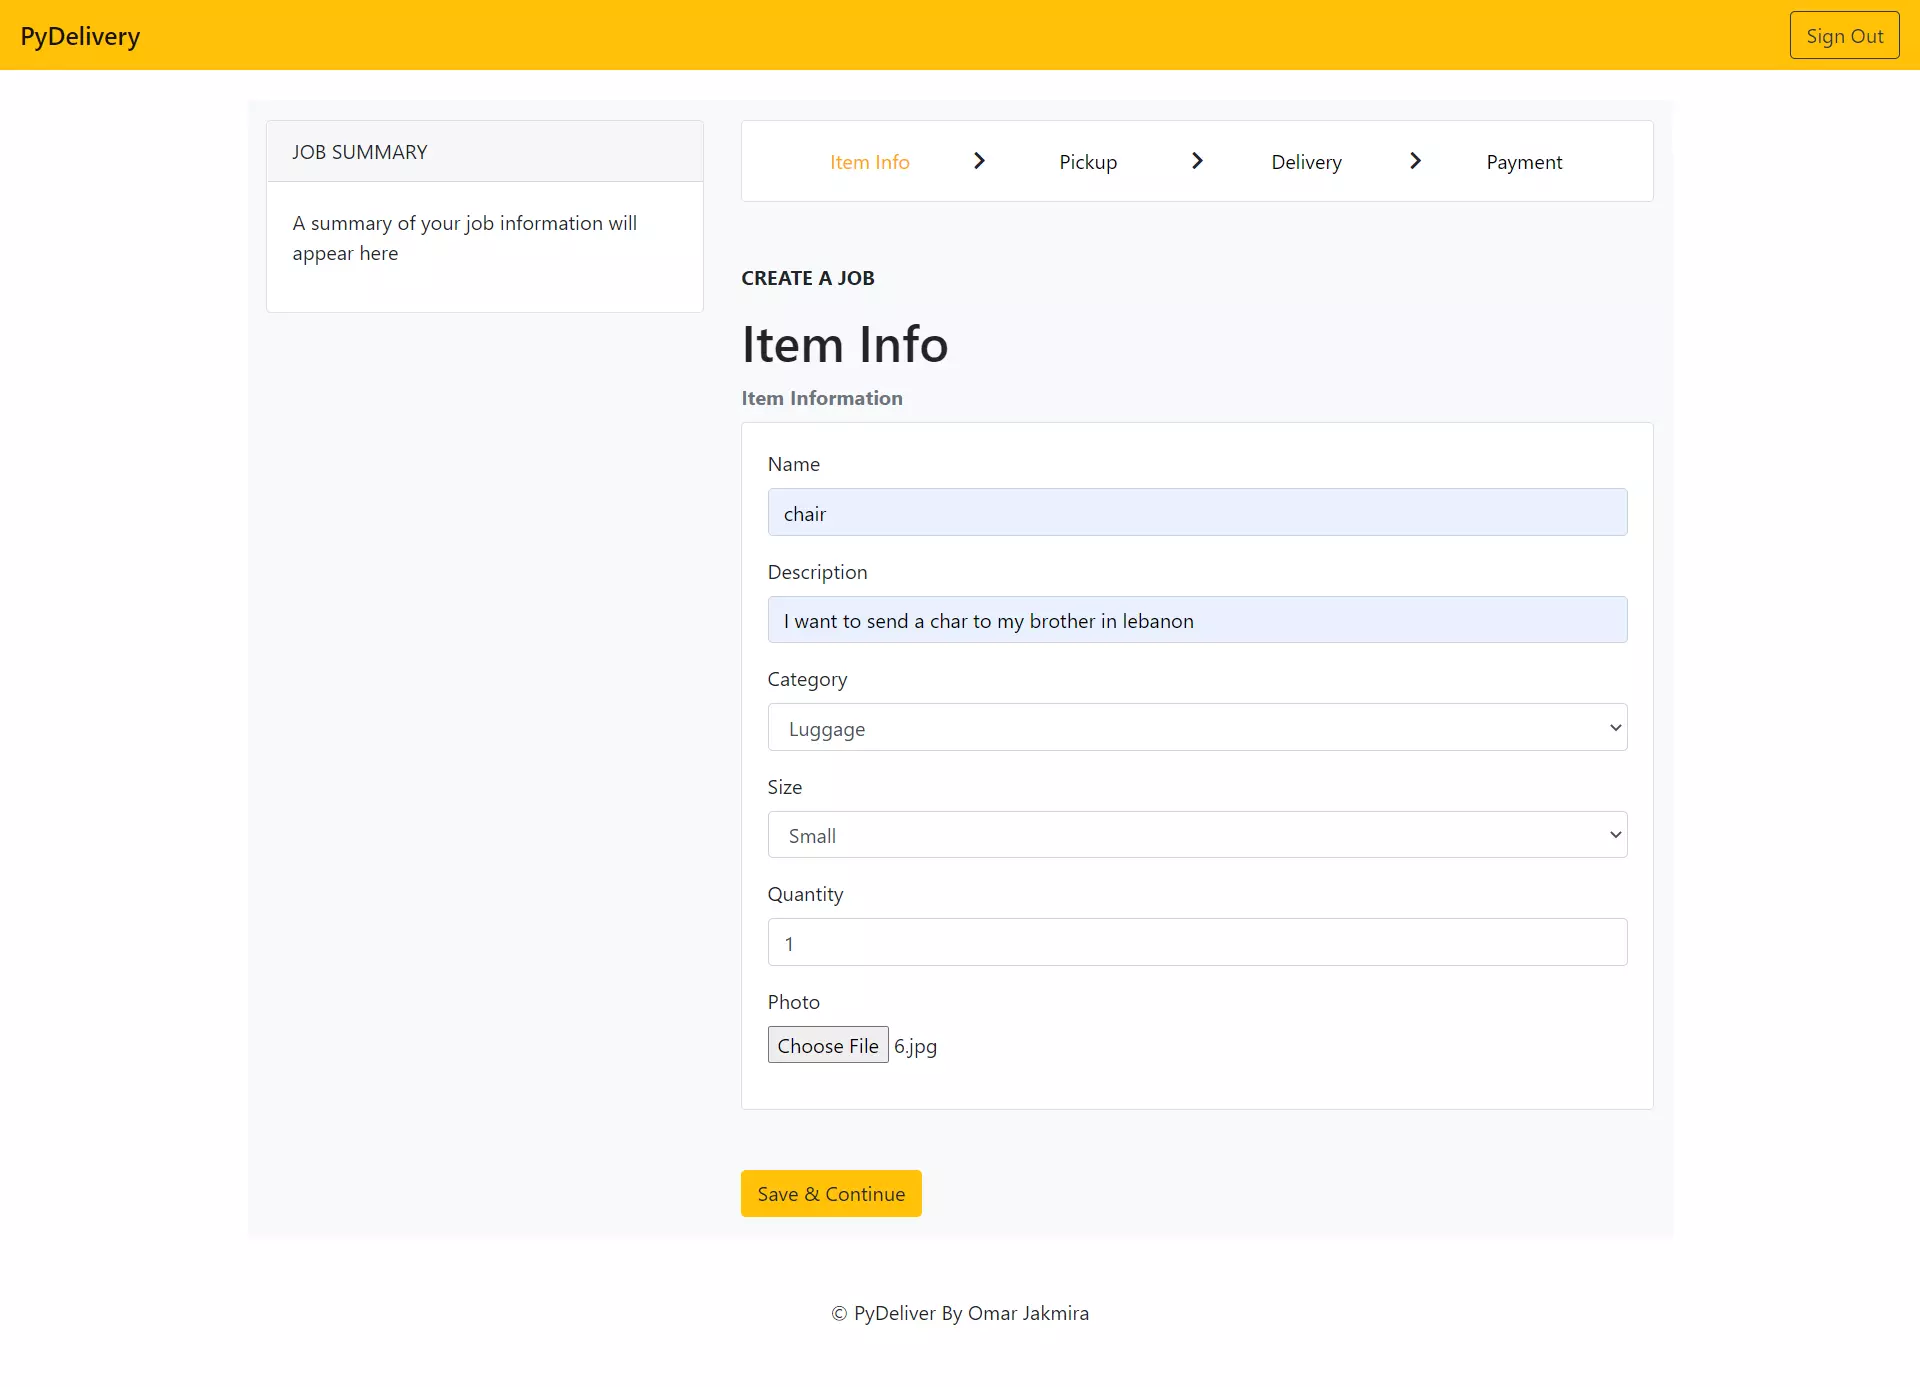 PyDelivery
Sign Out
JOB SUMMARY
A summary of your job information will
appear here
Item Info
Pickup
Delivery
Payment
CREATE A JOB
Item Info
Item Information
Name
chair
Description
I want to send a char to my brother in lebanon
Category
Luggage
Size
Small
Quantity
1
Photo
Choose File 6.jpg
Save & Continue
© PyDeliver By Omar Jakmira